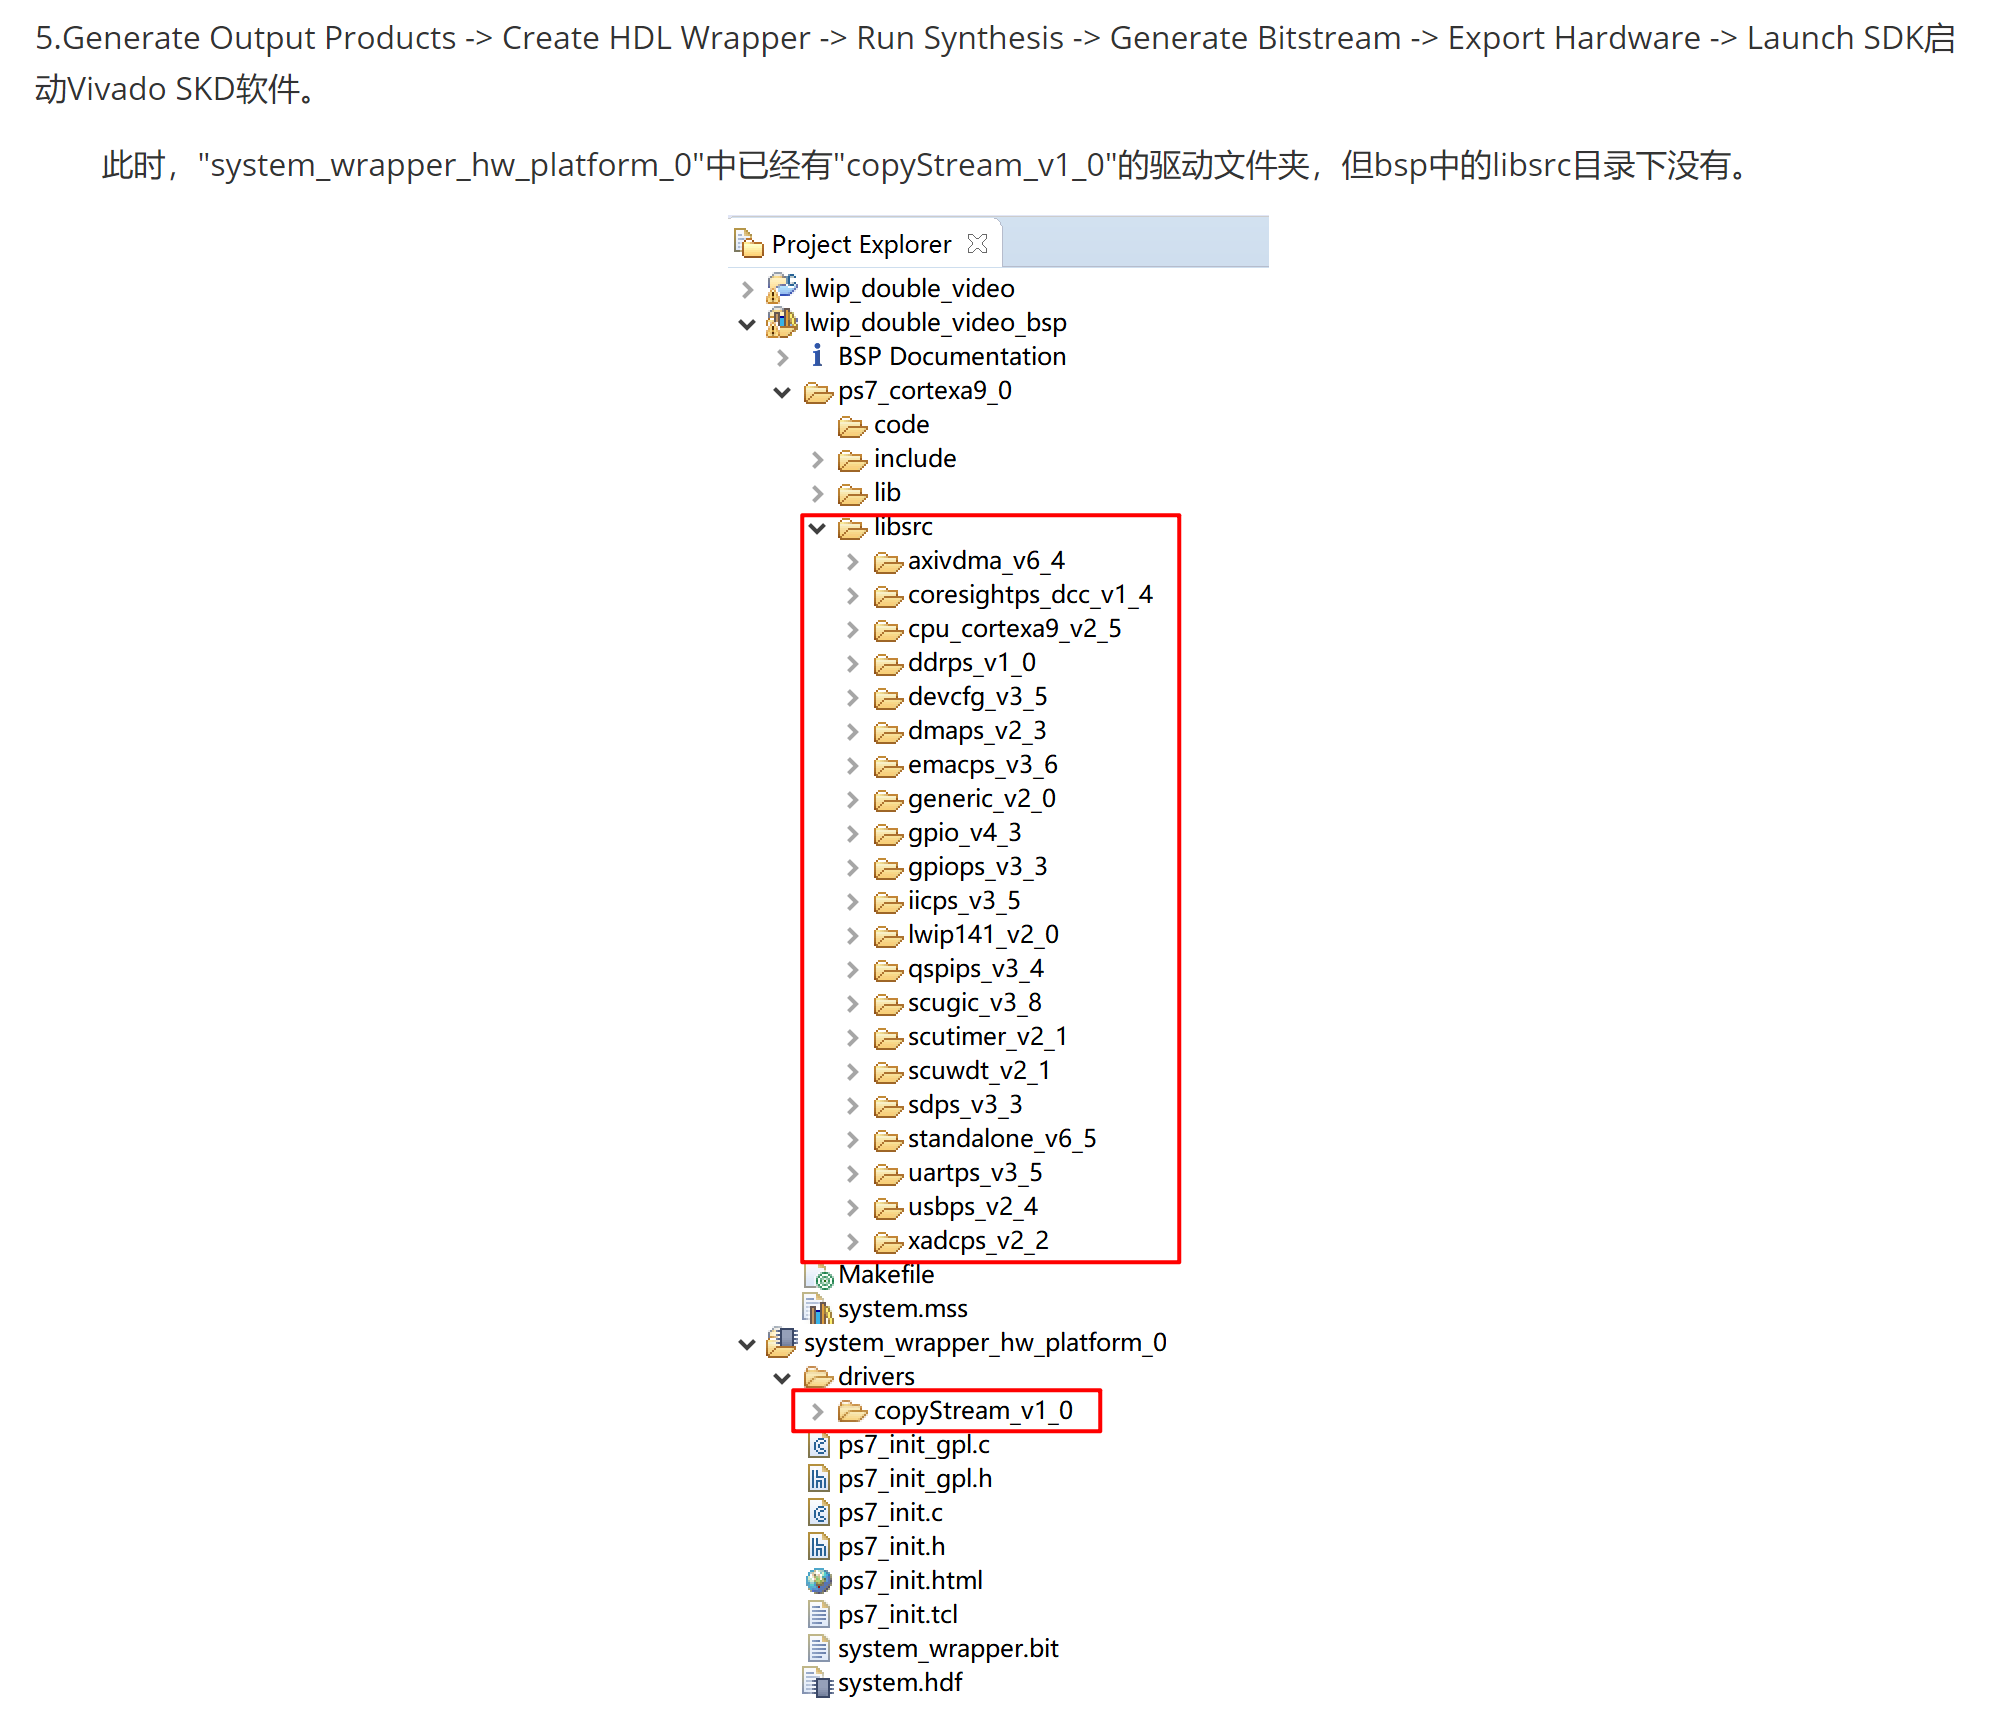 5.Generate Output Products -> Create HDL Wrapper -> Run Synthesis -> Generate Bitstream -> Export Hardware -> Launch SDK启
动Vivado SKD软件。
此时，"system_wrapper_hw_platform_0"中已经有"copyStream_v1_0"的驱动文件夹，但bsp中的libsrc目录下没有。
Project Explorer
lwip_double_video
lwip_double_video_bsp
BSP Documentation
ps7_cortexa9_0
code
include
lib
libsrc
axivdma_v6_4
coresightps_dcc_v1_4
cpu_cortexa9_v2_5
ddrps_v1_0
devcfg_v3_5
dmaps_v2_3
emacps_v3_6
generic_v2_0
gpio_v4_3
gpiops_v3_3
iicps_v3_5
lwip141_v2_0
qspips_v3_4
scugic_v3_8
scutimer_v2_1
scuwdt_v2_1
sdps_v3_3
standalone_v6_5
uartps_v3_5
usbps_v2_4
xadcps_v2_2
Makefile
system.mss
system_wrapper_hw_platform_0
drivers
copyStream_v1_0
ps7_init_gpl.c
ps7_init_gpl.h
ps7_init.c
ps7_init.h
ps7_init.html
ps7_init.tcl
system_wrapper.bit
system.hdf